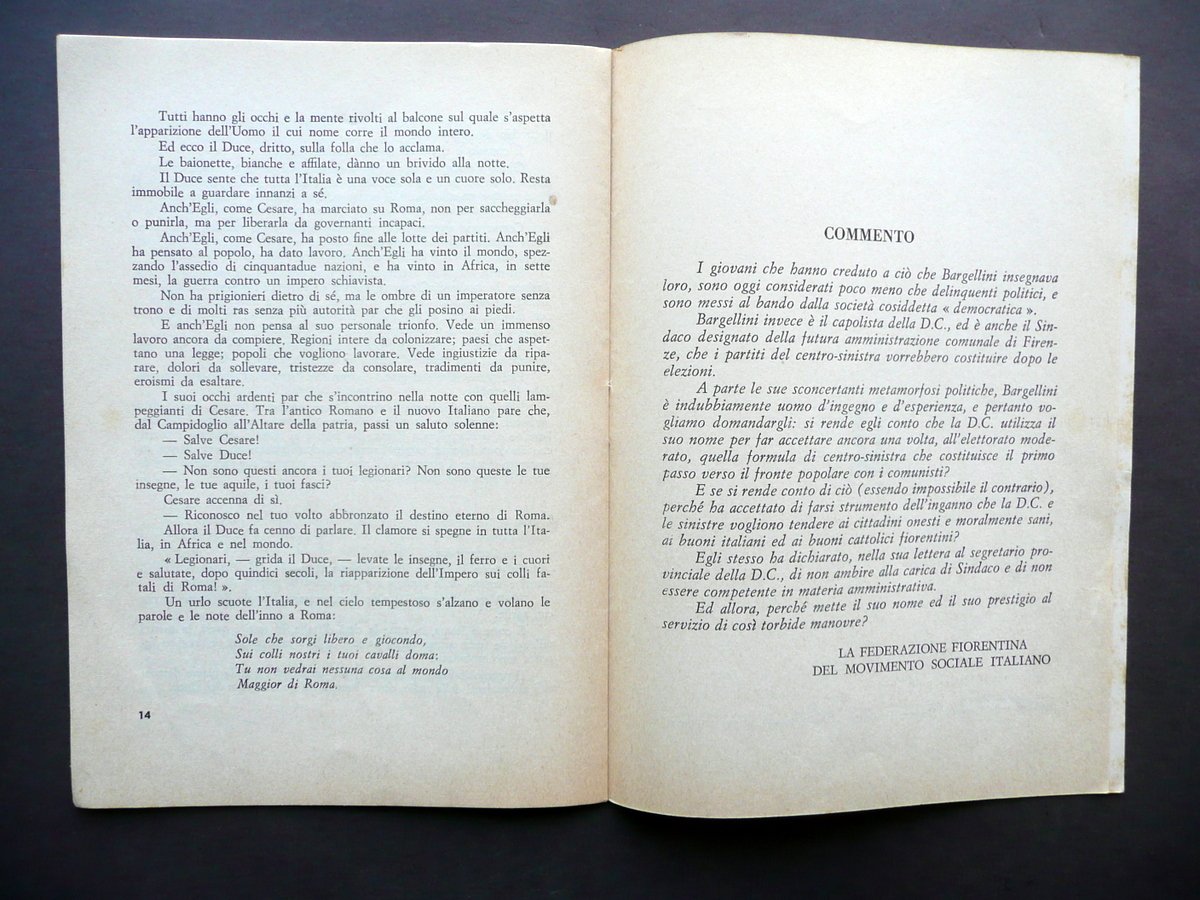 Tutti hanno gli occhi e la mente rivolti al balcone sul quale s'aspetta
l'apparizione dell'Uomo il cui nome corre il mondo intero.
Ed ecco il Duce, dritto, sulla folla che lo acclama.
Le baionette, bianche e affilate, dànno un brivido alla notte.
Il Duce sente che tutta l'Italia è una voce sola e un cuore solo. Resta
immobile a guardare innanzi a sé.
Anch'Egli, come Cesare, ha marciato su Roma, non per saccheggiarla
o punirla, ma per liberarla da governanti incapaci.
Anch'Egli, come Cesare, ha posto fine alle lotte dei partiti. Anch'Egli
ha pensato al popolo, ha dato lavoro. Anch'Egli ha vinto il mondo, spez-
zando l'assedio di cinquantadue nazioni, e ha vinto in Africa, in sette
mesi, la guerra contro un impero schiavista.
Non ha prigionieri dietro di sé, ma le ombre di un imperatore senza
trono e di molti ras senza più autorità par che gli posino ai piedi.
E anch'Egli non pensa al suo personale trionfo. Vede un immenso
lavoro ancora da compiere. Regioni intere da colonizzare; paesi che aspet-
tano una legge; popoli che vogliono lavorare. Vede ingiustizie da ripa-
rare, dolori da sollevare, tristezze da consolare, tradimenti da punire,
eroismi da esaltare.
I suoi occhi ardenti par che s'incontrino nella notte con quelli lam-
peggianti di Cesare. Tra l'antico Romano e il nuovo Italiano pare che,
dal Campidoglio all'Altare della patria, passi un saluto solenne:
— Salve Cesare!
— Salve Duce!
— Non sono questi ancora i tuoi legionari? Non sono queste le tue
insegne, le tue aquile, i tuoi fasci?
Cesare accenna di sì.
— Riconosco nel tuo volto abbronzato il destino eterno di Roma.
Allora il Duce fa cenno di parlare. Il clamore si spegne in tutta l'Ita-
lia, in Africa e nel mondo.
« Legionari, — grida il Duce, — levate le insegne, il ferro e i cuori
e salutate, dopo quindici secoli, la riapparizione dell'Impero sui colli fa-
tali di Roma! ».
Un urlo scuote l'Italia, e nel cielo tempestoso s'alzano e volano le
parole e le note dell'inno a Roma:
Sole che sorgi libero e giocondo,
Sui colli nostri i tuoi cavalli doma;
Tu non vedrai nessuna cosa al mondo
Maggior di Roma.
14
COMMENTO
I giovani che hanno creduto a ciò che Bargellini insegnava
loro, sono oggi considerati poco meno che delinquenti politici, e
sono messi al bando dalla società cosiddetta « democratica ».
Bargellini invece è il capolista della D.C., ed è anche il Sin-
daco designato della futura amministrazione comunale di Firen-
ze, che i partiti del centro-sinistra vorrebbero costituire dopo le
elezioni.
A parte le sue sconcertanti metamorfosi politiche, Bargellini
è indubbiamente uomo d'ingegno e d'esperienza, e pertanto vo-
gliamo domandargli: si rende egli conto che la D.C. utilizza il
suo nome per far accettare ancora una volta, all'elettorato mode-
rato, quella formula di centro-sinistra che costituisce il primo
passo verso il fronte popolare con i comunisti?
E se si rende conto di ciò (essendo impossibile il contrario),
perché ha accettato di farsi strumento dell'inganno che la D.C. e
le sinistre vogliono tendere ai cittadini onesti e moralmente sani,
ai buoni italiani ed ai buoni cattolici fiorentini?
Egli stesso ha dichiarato, nella sua lettera al segretario pro-
vinciale della D.C., di non ambire alla carica di Sindaco e di non
essere competente in materia amministrativa.
Ed allora, perché mette il suo nome ed il suo prestigio al
servizio di così torbide manovre?
LA FEDERAZIONE FIORENTINA
DEL MOVIMENTO SOCIALE ITALIANO